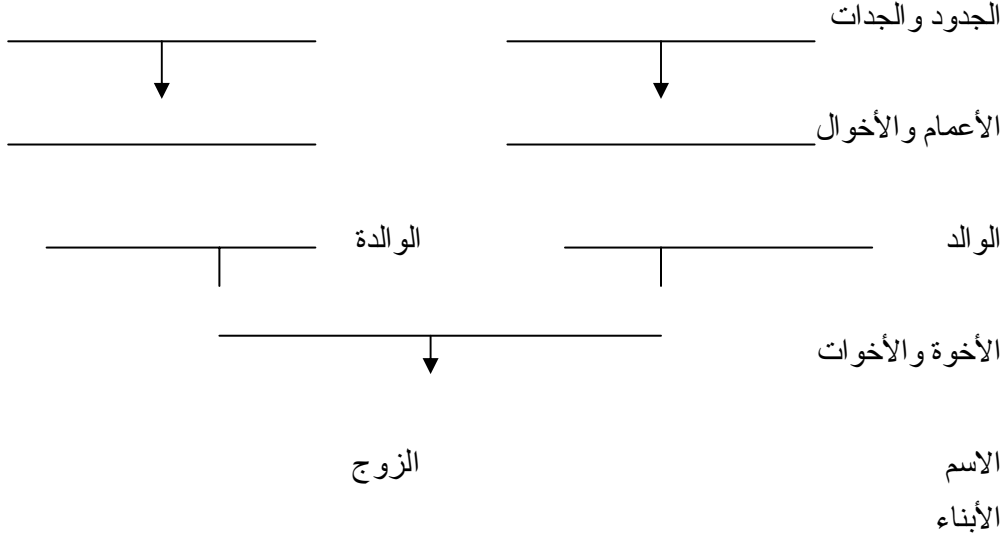 الجدود والجدات
الأعمام والأخوال
الوالد الوالدة
الأخوة والأخوات
الاسم الزوج
الأبناء